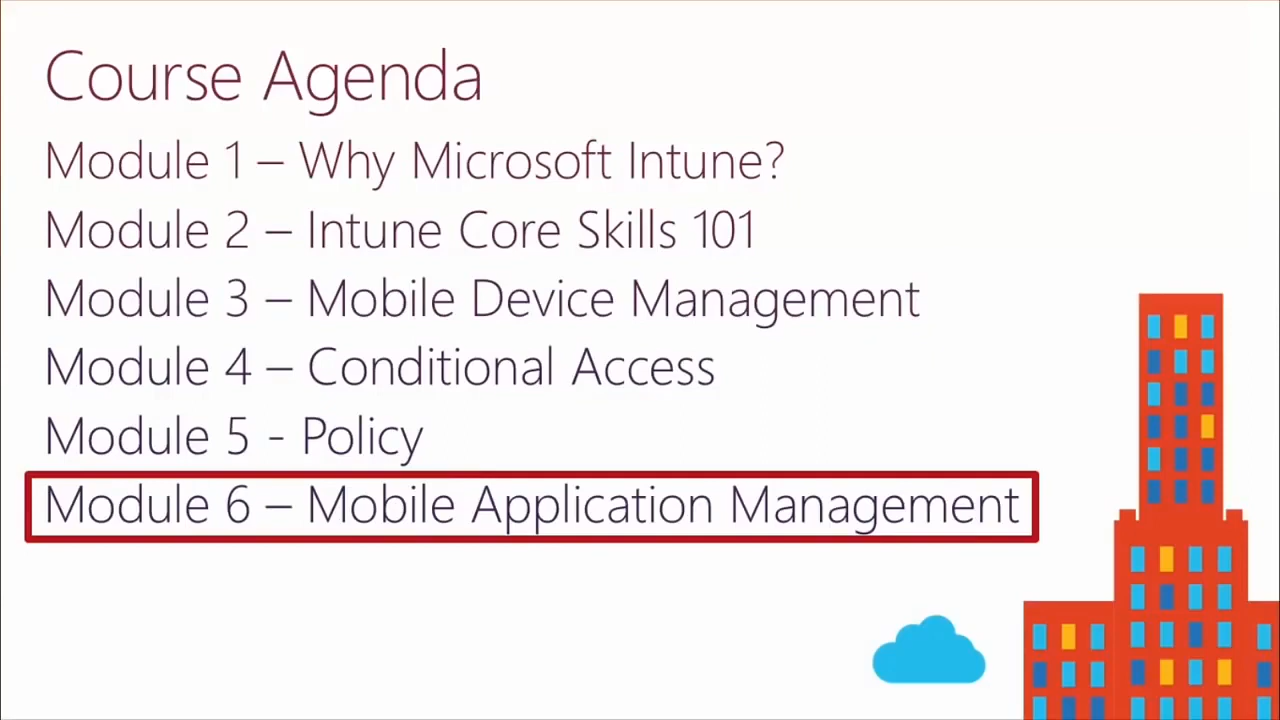 Course Agenda
Module 1 – Why Microsoft Intune?
Module 2 – Intune Core Skills 101
Module 3 – Mobile Device Management
Module 4 – Conditional Access
Module 5 - Policy
Module 6 – Mobile Application Management